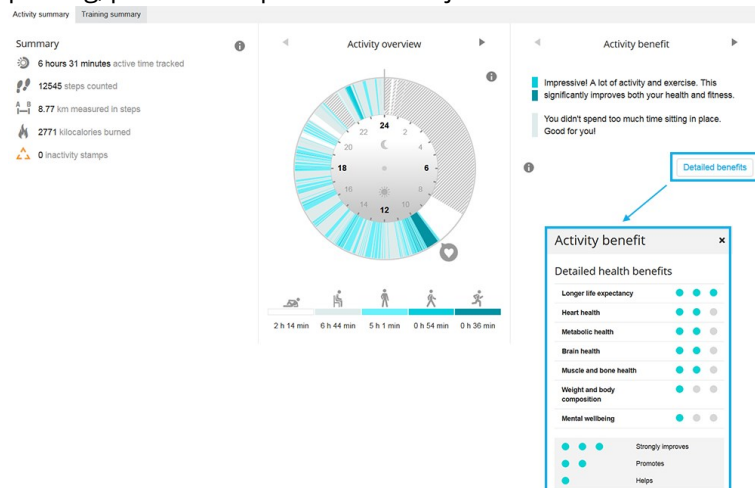 Activity summary Training summary
Summary
6 hours 31 minutes active time tracked
12545 steps counted
A B
8.77 km measured in steps
2771 kilocalories burned
0 inactivity stamps
Activity overview
24
22 2
20 4
18 6
16 8
14 10
12
2 h 14 min 6 h 44 min 5 h 1 min 0 h 54 min 0 h 36 min
Activity benefit
Impressive! A lot of activity and exercise. This
significantly improves both your health and fitness.
You didn't spend too much time sitting in place.
Good for you!
Detailed benefits
Activity benefit x
Detailed health benefits
Longer life expectancy
Heart health
Metabolic health
Brain health
Muscle and bone health
Weight and body
composition
Mental wellbeing
Strongly improves
Promotes
Helps